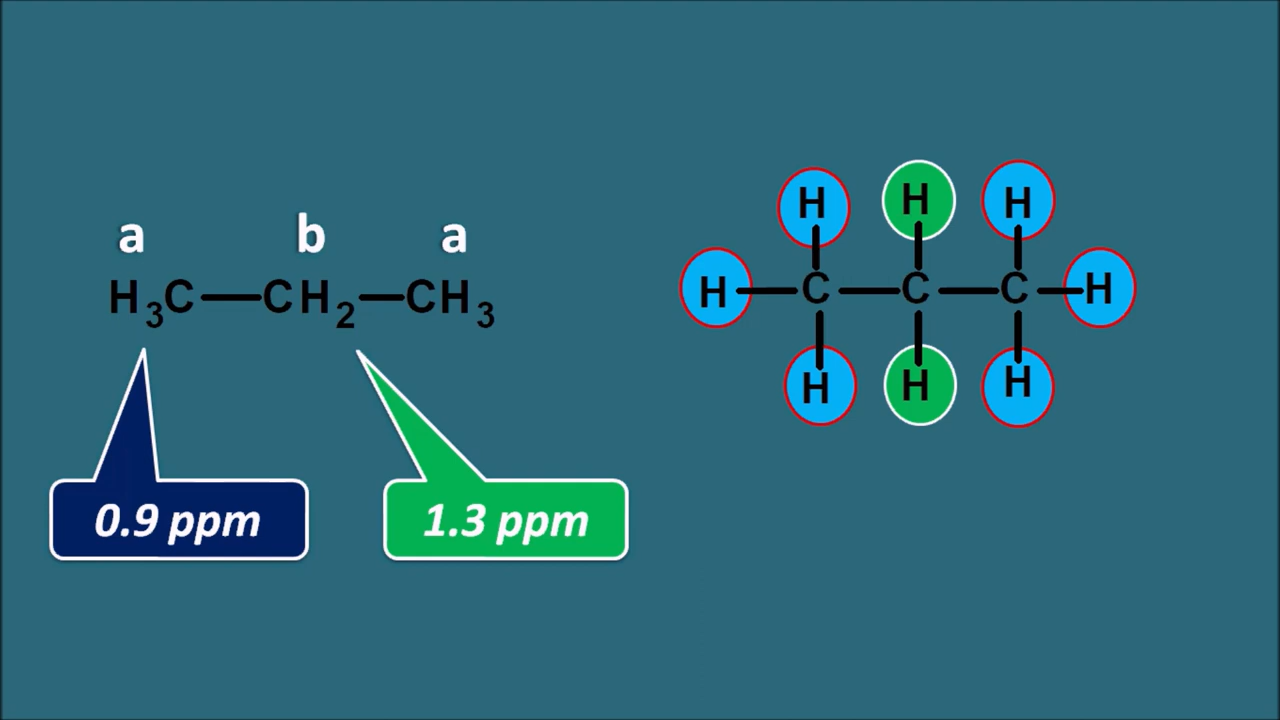 a b a
H₃C—CH₂—CH₃
0.9 ppm 1.3 ppm
H H H
H—C—C—C—H
H H H